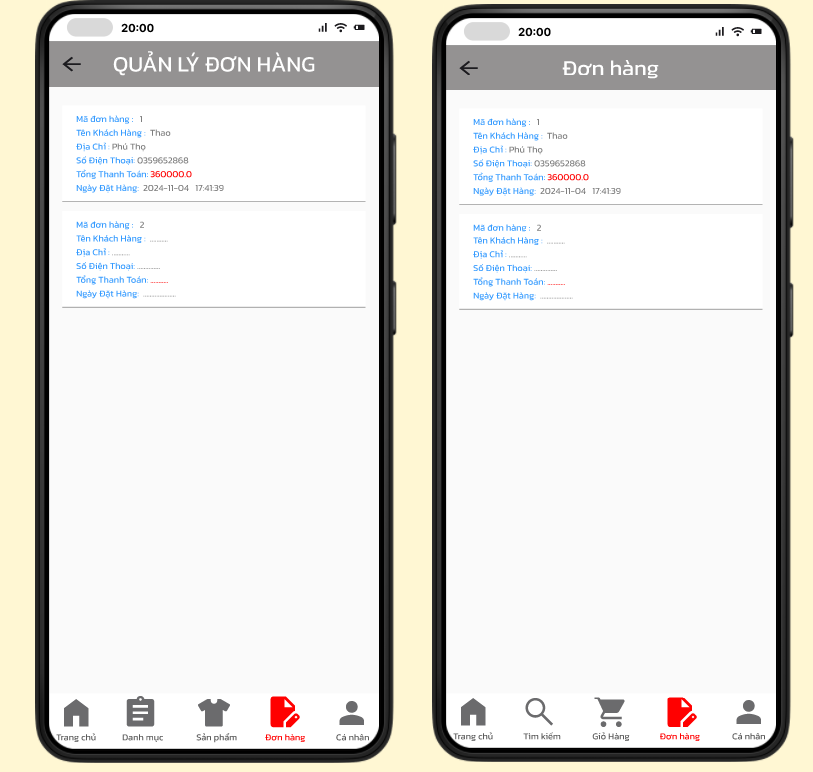 20:00
QUẢN LÝ ĐƠN HÀNG
Mã đơn hàng : 1
Tên Khách Hàng : Thao
Địa Chỉ : Phú Thọ
Số Điện Thoại: 0359652868
Tổng Thanh Toán: 360000.0
Ngày Đặt Hàng: 2024-11-04 17:41:39
Mã đơn hàng : 2
Tên Khách Hàng : ..........
Địa Chỉ : ..........
Số Điện Thoại: .............
Tổng Thanh Toán: ..........
Ngày Đặt Hàng: ..................
Trang chủ
Danh mục
Sản phẩm
Đơn hàng
Cá nhân
20:00
Đơn hàng
Mã đơn hàng : 1
Tên Khách Hàng : Thao
Địa Chỉ : Phú Thọ
Số Điện Thoại: 0359652868
Tổng Thanh Toán: 360000.0
Ngày Đặt Hàng: 2024-11-04 17:41:39
Mã đơn hàng : 2
Tên Khách Hàng : ..........
Địa Chỉ : ..........
Số Điện Thoại: .............
Tổng Thanh Toán: ..........
Ngày Đặt Hàng: ..................
Trang chủ
Tìm kiếm
Giỏ Hàng
Đơn hàng
Cá nhân